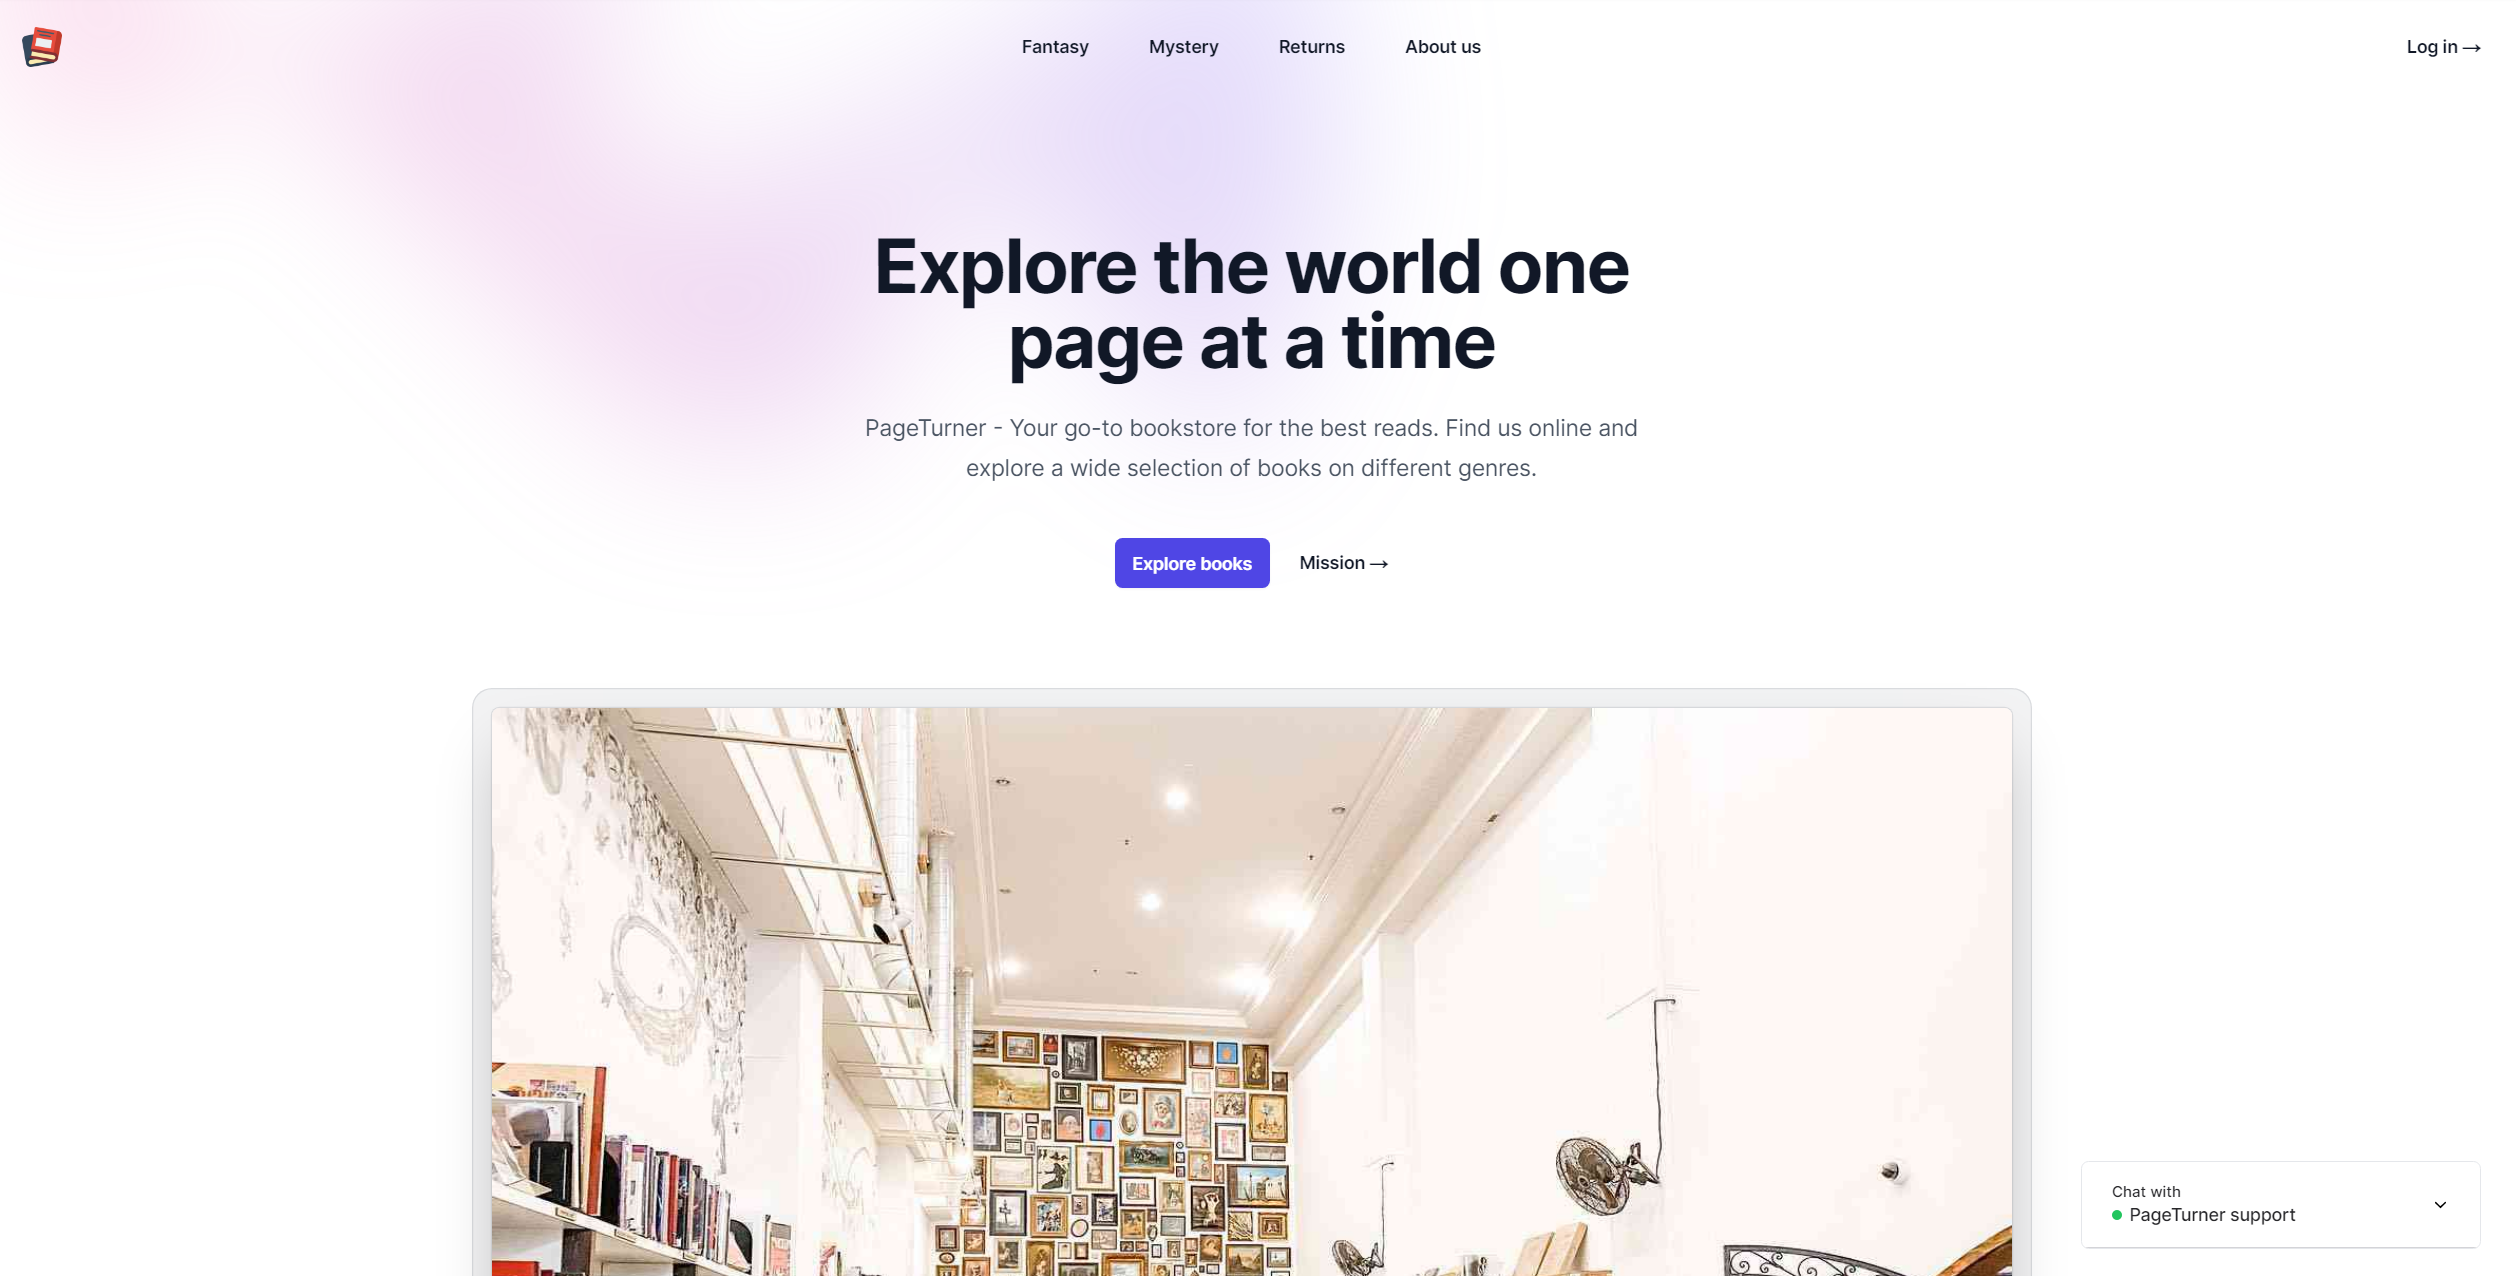 Fantasy
Mystery
Returns
About us
Log in →
Explore the world one
page at a time
PageTurner - Your go-to bookstore for the best reads. Find us online and
explore a wide selection of books on different genres.
Explore books
Mission →
Chat with
PageTurner support